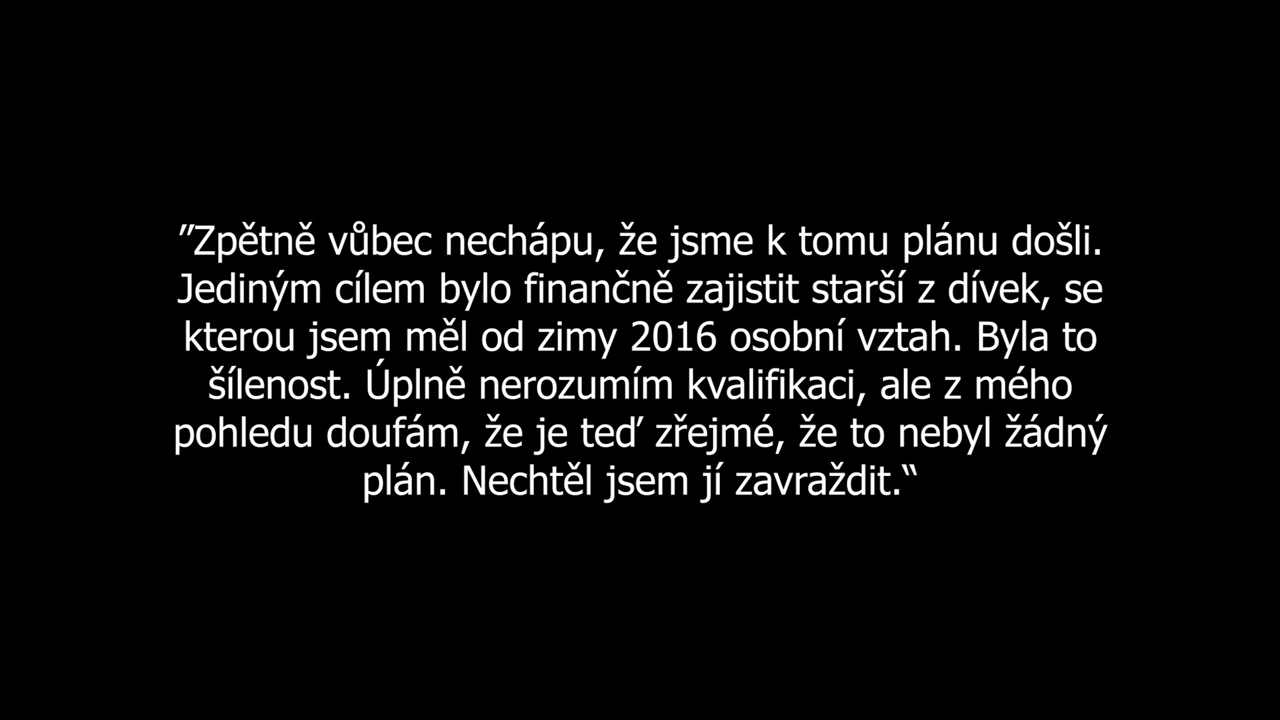 ”Zpětně vůbec nechápu, že jsme k tomu plánu došli.
Jediným cílem bylo finančně zajistit starší z dívek, se
kterou jsem měl od zimy 2016 osobní vztah. Byla to
šílenost. Úplně nerozumím kvalifikaci, ale z mého
pohledu doufám, že je teď zřejmé, že to nebyl žádný
plán. Nechtěl jsem jí zavraždit.“